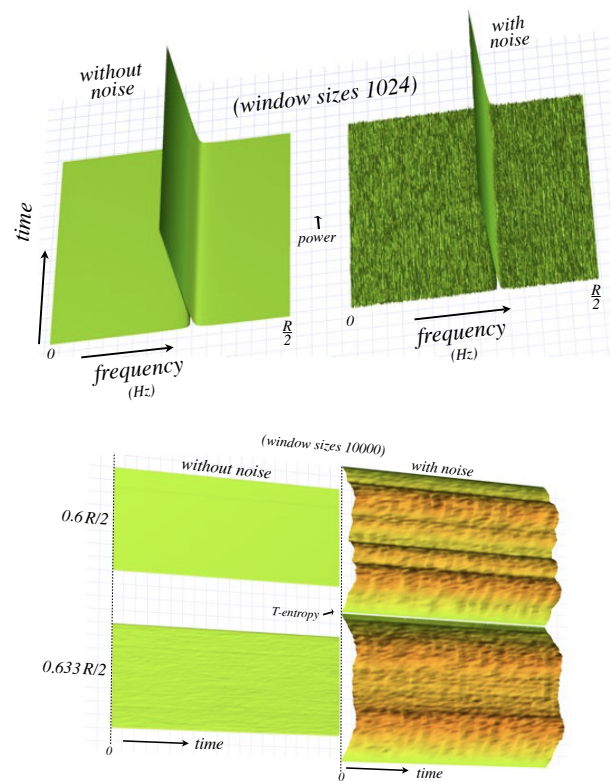 without
noise
with
noise
(window sizes 1024)
time
power
0
R
2
frequency
(Hz)
0
R
2
frequency
(Hz)
(window sizes 10000)
without noise
with noise
0.6 R/2
T-entropy
0.633 R/2
0
time
0
time